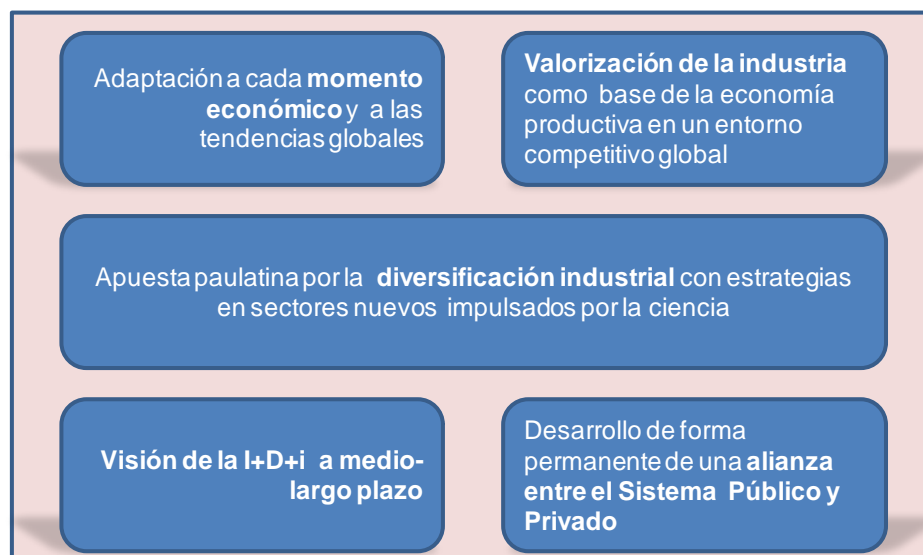 Adaptación a cada momento
económico y a las
tendencias globales
Valorización de la industria
como base de la economía
productiva en un entorno
competitivo global
Apuesta paulatina por la diversificación industrial con estrategias
en sectores nuevos impulsados por la ciencia
Visión de la I+D+i a medio-
largo plazo
Desarrollo de forma
permanente de una alianza
entre el Sistema Público y
Privado